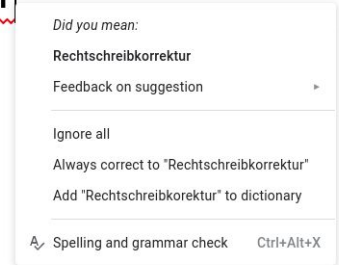 Did you mean:
Rechtschreibkorrektur
Feedback on suggestion
Ignore all
Always correct to "Rechtschreibkorrektur"
Add "Rechtschreibkorektur" to dictionary
Spelling and grammar check Ctrl+Alt+X